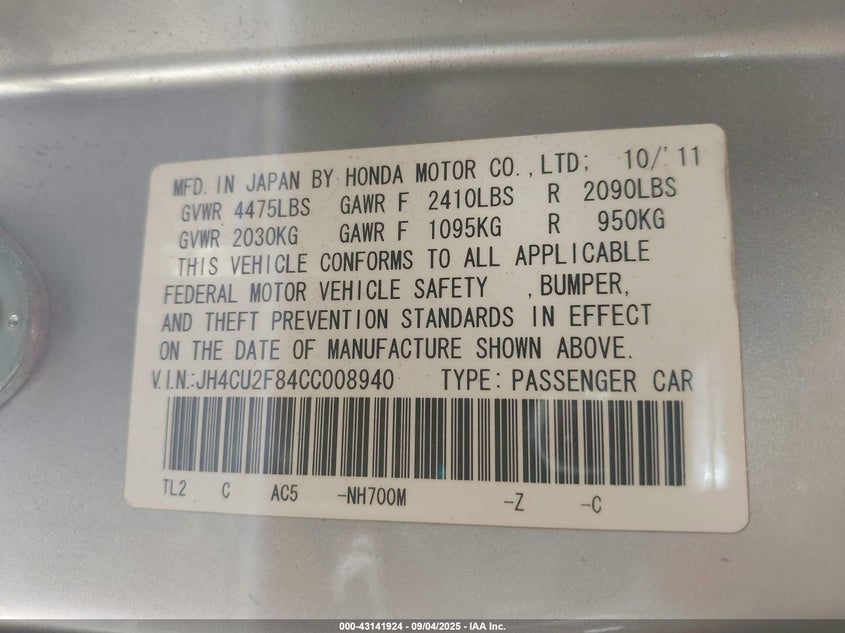 MFD. IN JAPAN BY HONDA MOTOR CO., LTD; 10/'11
GVWR 4475LBS GAWR F 2410LBS R 2090LBS
GVWR 2030KG GAWR F 1095KG R 950KG
THIS VEHICLE CONFORMS TO ALL APPLICABLE
FEDERAL MOTOR VEHICLE SAFETY , BUMPER,
AND THEFT PREVENTION STANDARDS IN EFFECT
ON THE DATE OF MANUFACTURE SHOWN ABOVE.
V.I.N.:JH4CU2F84CC008940 TYPE: PASSENGER CAR
TL2 C AC5 -NH700M -Z -C
000-43141924 - 09/04/2025 - IAA Inc.